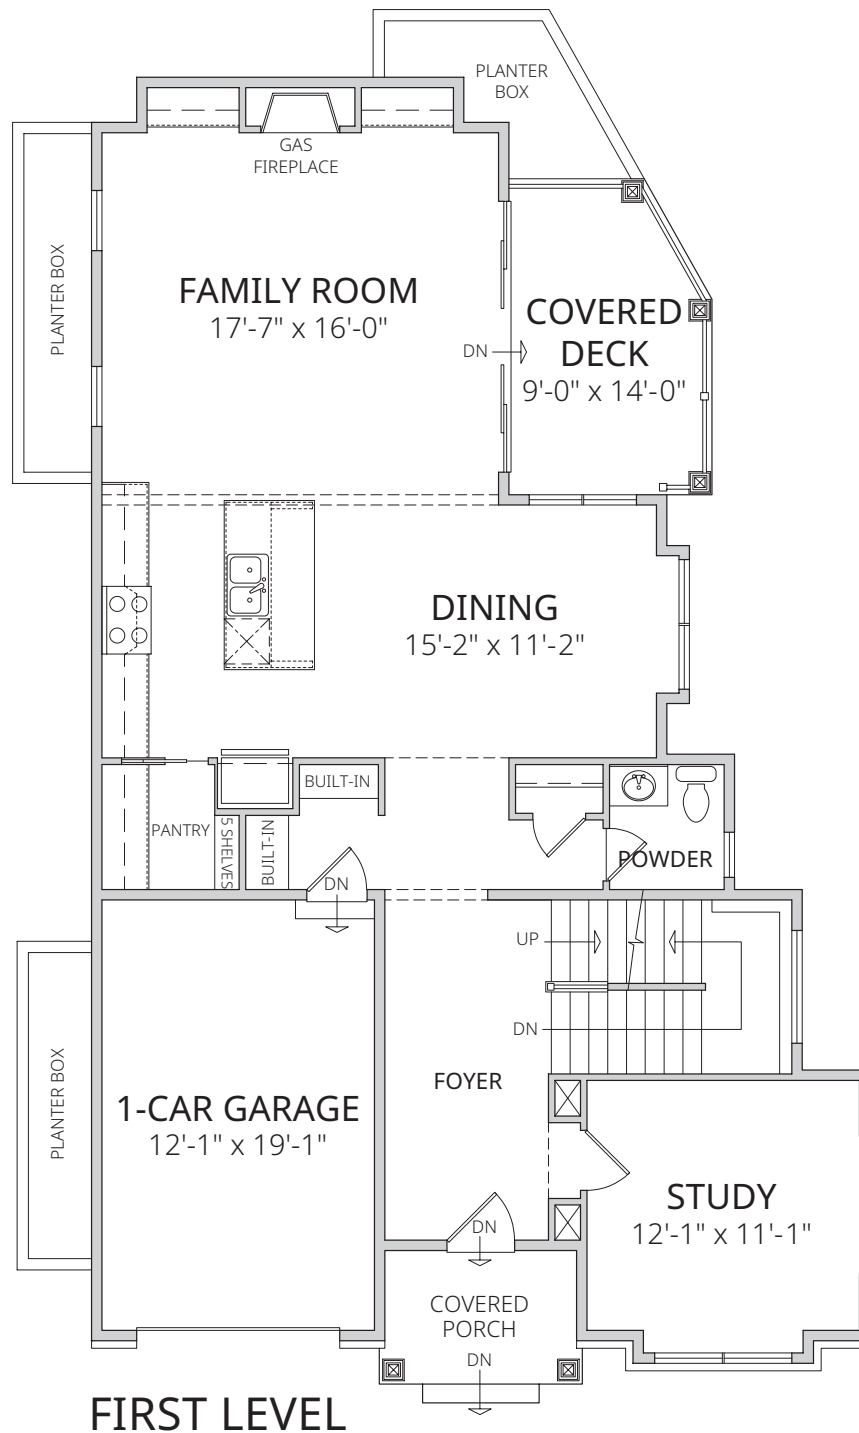 PLANTER
BOX
GAS
FIREPLACE
PLANTER BOX
FAMILY ROOM
17'-7" x 16'-0"
COVERED
DECK
9'-0" x 14'-0"
DN
DINING
15'-2" x 11'-2"
BUILT-IN
PANTRY
5 SHELVES
BUILT-IN
POWDER
DN
UP
DN
FOYER
PLANTER BOX
1-CAR GARAGE
12'-1" x 19'-1"
STUDY
12'-1" x 11'-1"
DN
COVERED
PORCH
DN
FIRST LEVEL